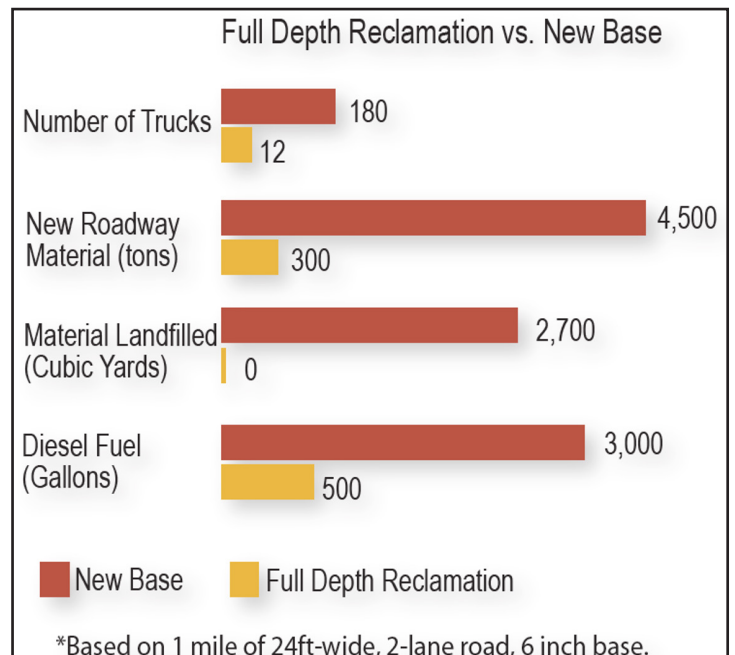 Full Depth Reclamation vs. New Base
Number of Trucks
180
12
New Roadway
Material (tons)
4,500
300
Material Landfilled
(Cubic Yards)
2,700
0
Diesel Fuel
(Gallons)
3,000
500
New Base
Full Depth Reclamation
*Based on 1 mile of 24ft-wide, 2-lane road, 6 inch base.